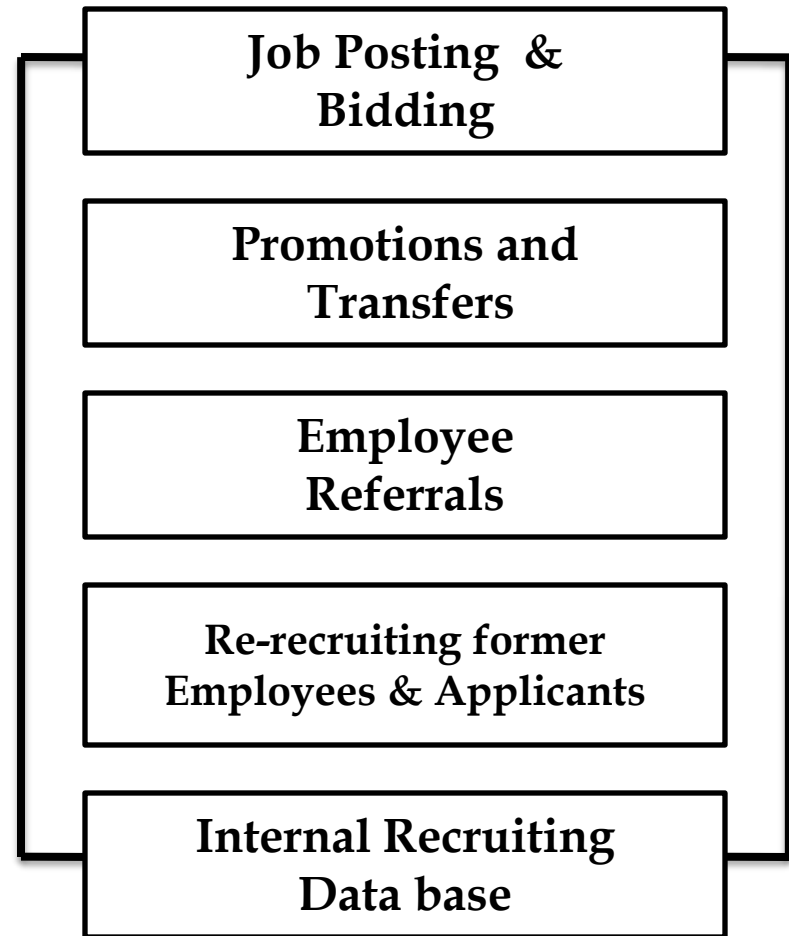 Job Posting &
Bidding
Promotions and
Transfers
Employee
Referrals
Re-recruiting former
Employees & Applicants
Internal Recruiting
Data base